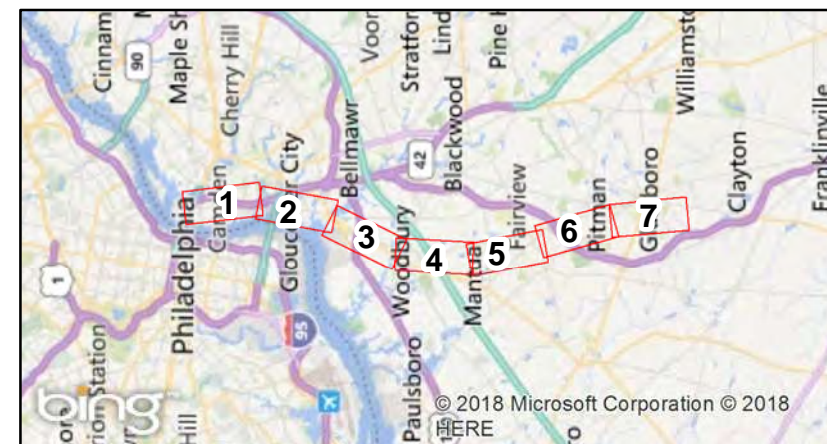 Cinnam
90
Maple Sh
Cherry Hill
Voor
Stratfor
Lind
Pine H
Williamsto
Philadelphia
Camden
Gloucester City
Bellmawr
42
Blackwood
1
2
3
4
5
6
7
Woodbury
Mantua
Fairview
Pitman
Glassboro
Clayton
Franklinville
1
95
Paulsboro
rion Station
Hill
bing
© 2018 Microsoft Corporation © 2018
HERE